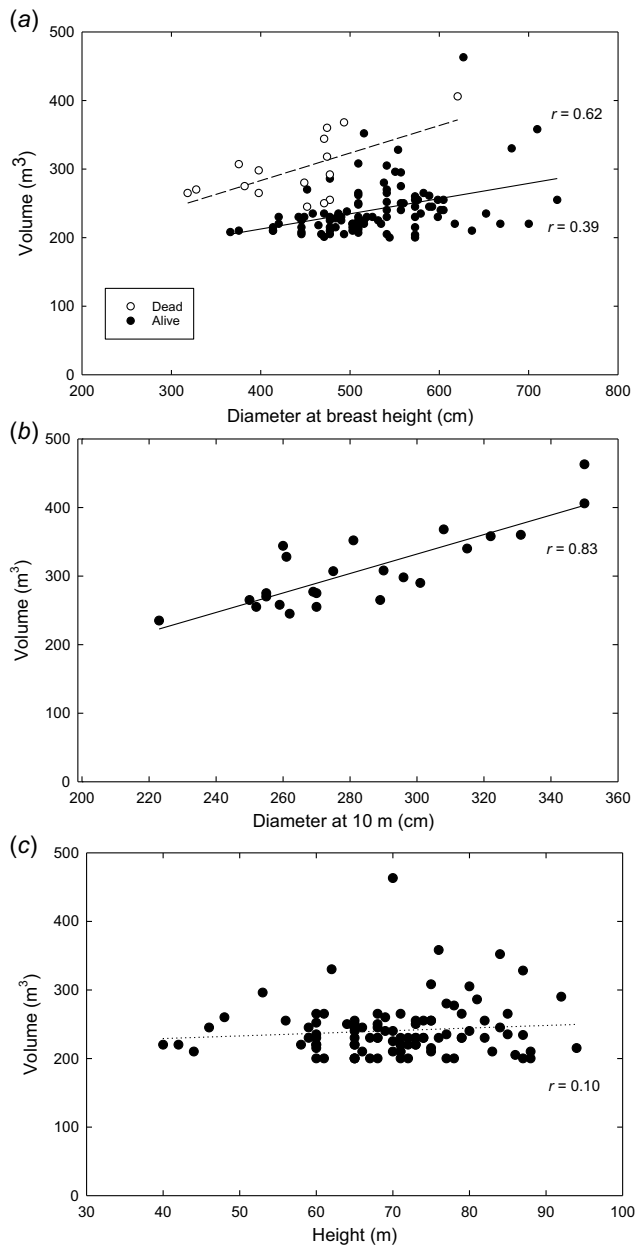 (a)
500
400
300
200
100
0
Volume (m³)
r = 0.62
r = 0.39
Dead
Alive
200 300 400 500 600 700 800
Diameter at breast height (cm)
(b)
500
400
300
200
100
0
Volume (m³)
r = 0.83
200 220 240 260 280 300 320 340 360
Diameter at 10 m (cm)
(c)
500
400
300
200
100
0
Volume (m³)
r = 0.10
30 40 50 60 70 80 90 100
Height (m)